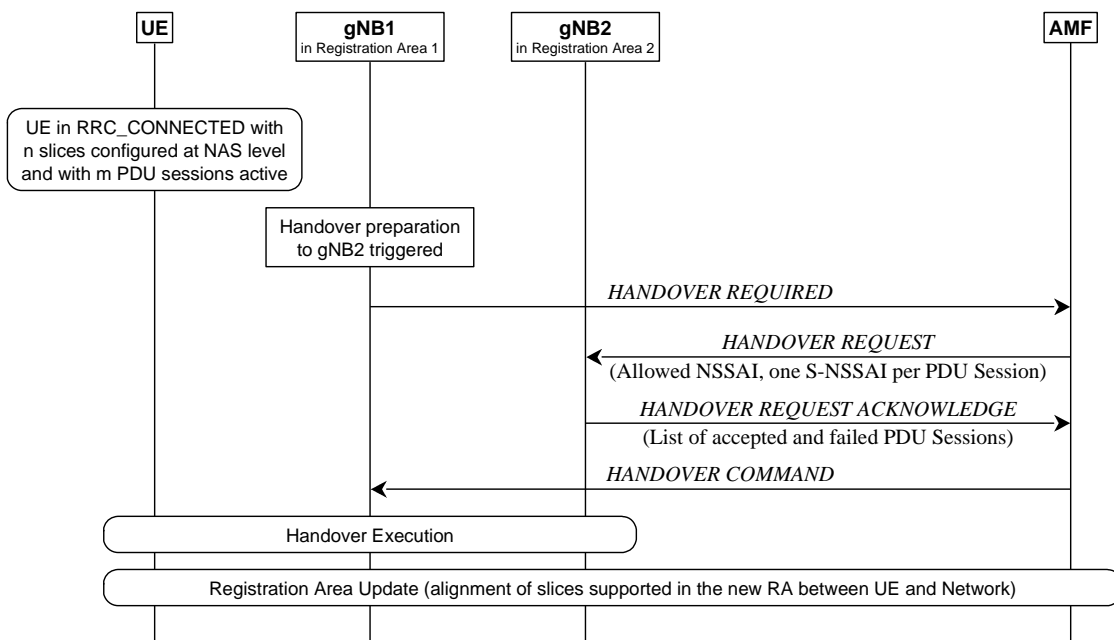 UE
gNB1
in Registration Area 1
gNB2
in Registration Area 2
AMF
UE in RRC_CONNECTED with
n slices configured at NAS level
and with m PDU sessions active
Handover preparation
to gNB2 triggered
HANDOVER REQUIRED
HANDOVER REQUEST
(Allowed NSSAI, one S-NSSAI per PDU Session)
HANDOVER REQUEST ACKNOWLEDGE
(List of accepted and failed PDU Sessions)
HANDOVER COMMAND
Handover Execution
Registration Area Update (alignment of slices supported in the new RA between UE and Network)